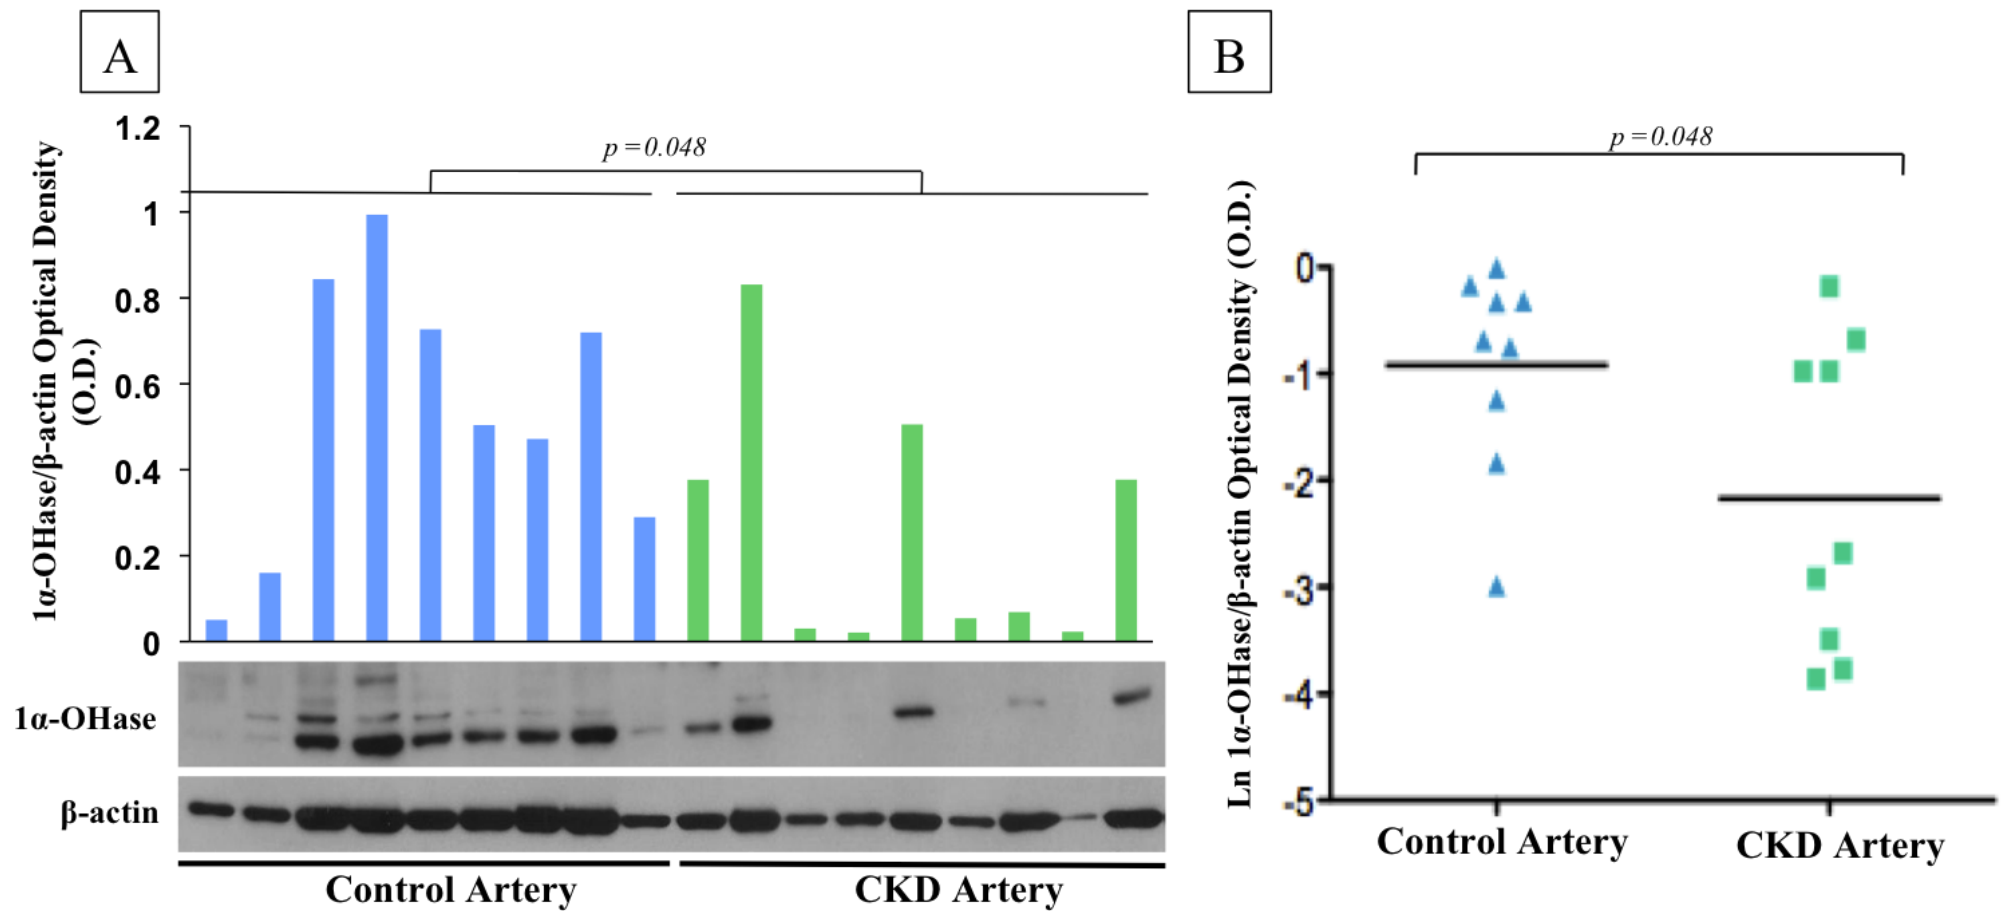 A
1α-OHase/β-actin Optical Density
(O.D.)
1.2
1
0.8
0.6
0.4
0.2
0
p =0.048
1α-OHase
β-actin
Control Artery
CKD Artery
B
Ln 1α-OHase/β-actin Optical Density (O.D.)
p =0.048
0
-1
-2
-3
-4
-5
Control Artery
CKD Artery